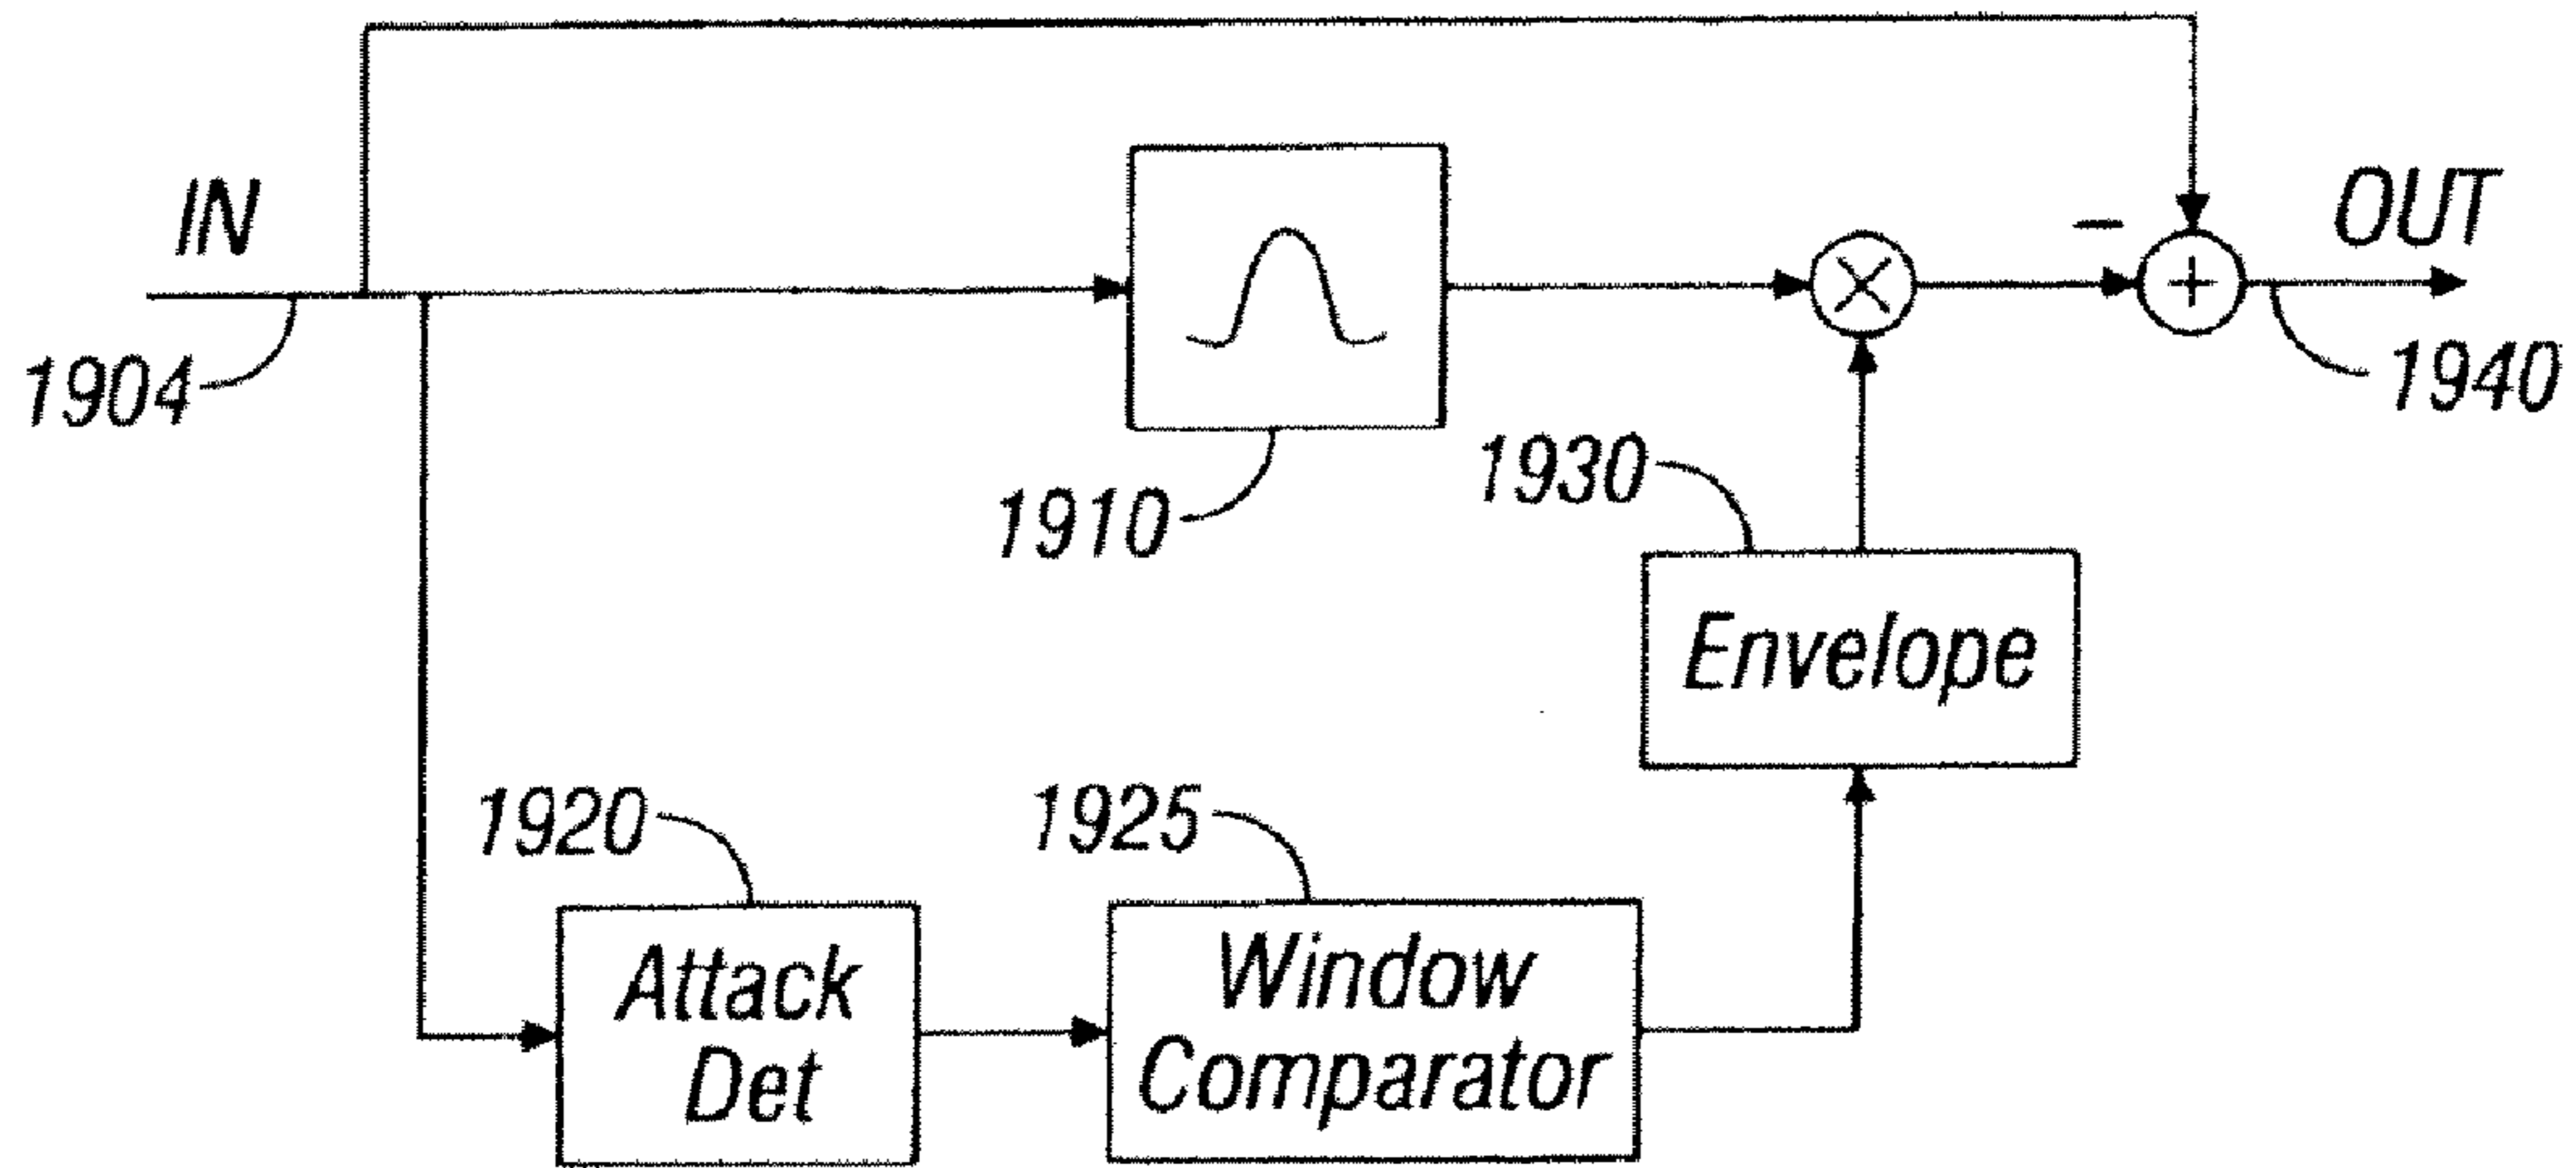 IN
OUT
−
×
+
1904
1940
1910
1930
Envelope
1920
1925
Attack
Det
Window
Comparator